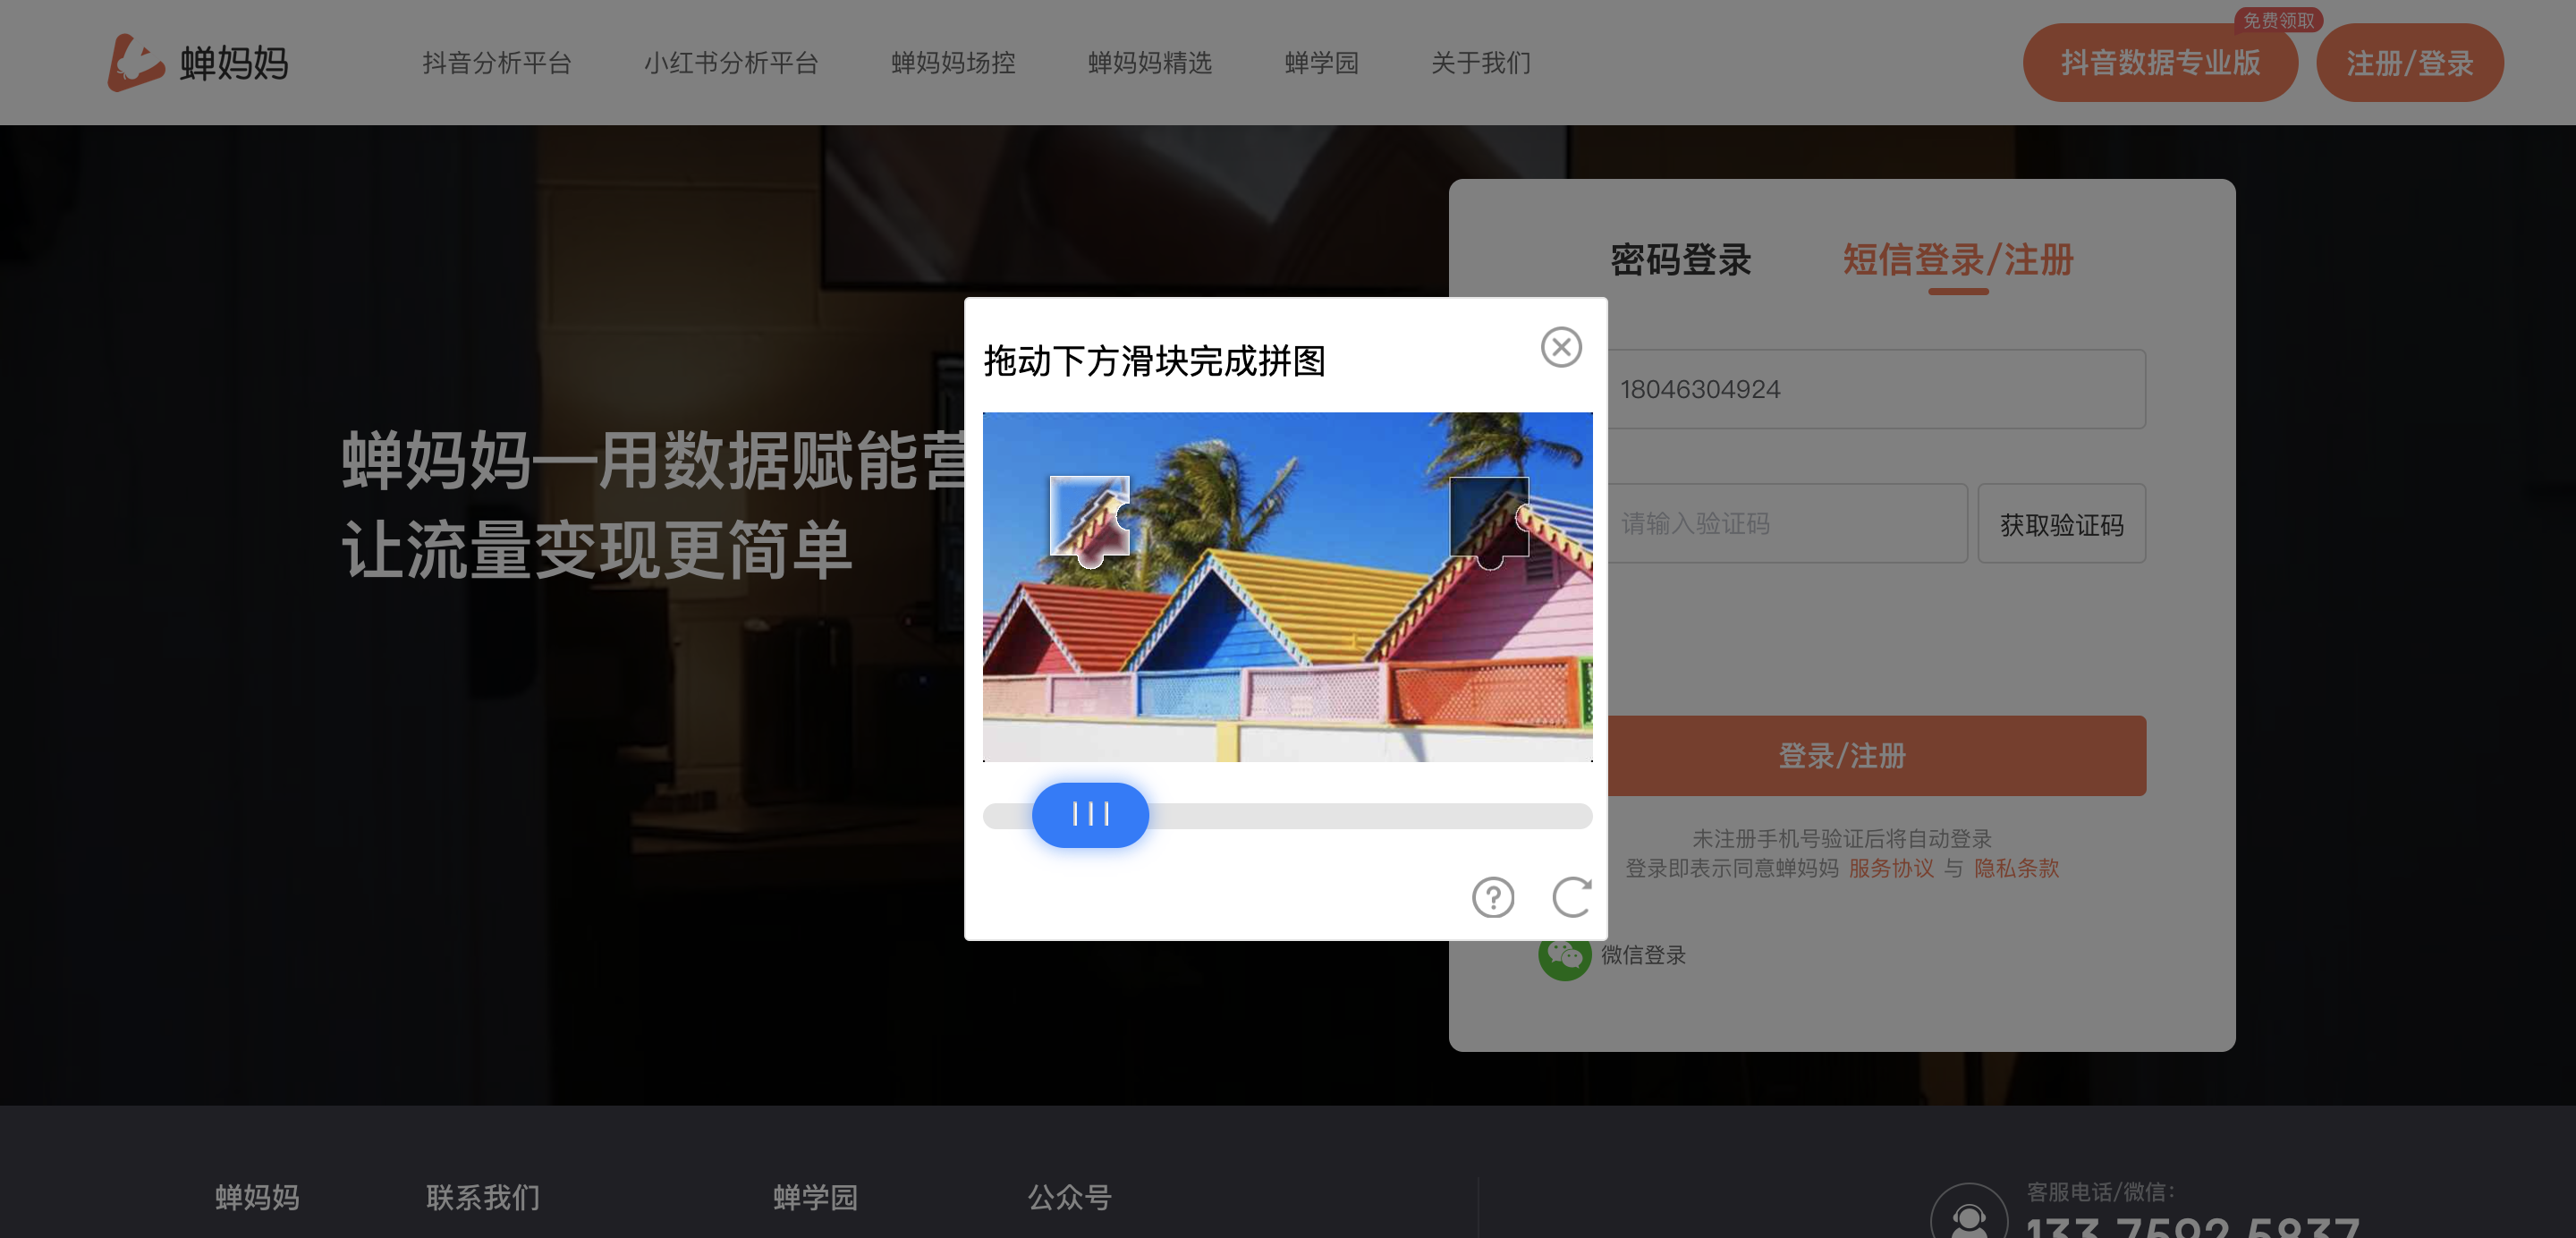 蝉妈妈
抖音分析平台 小红书分析平台 蝉妈妈场控 蝉妈妈精选 蝉学园 关于我们
免费领取
抖音数据专业版 注册/登录
蝉妈妈—用数据赋能营
让流量变现更简单
密码登录 短信登录/注册
18046304924
请输入验证码 获取验证码
登录/注册
未注册手机号验证后将自动登录
登录即表示同意蝉妈妈 服务协议 与 隐私条款
微信登录
拖动下方滑块完成拼图
蝉妈妈 联系我们 蝉学园 公众号
客服电话/微信:
133 7592 5837